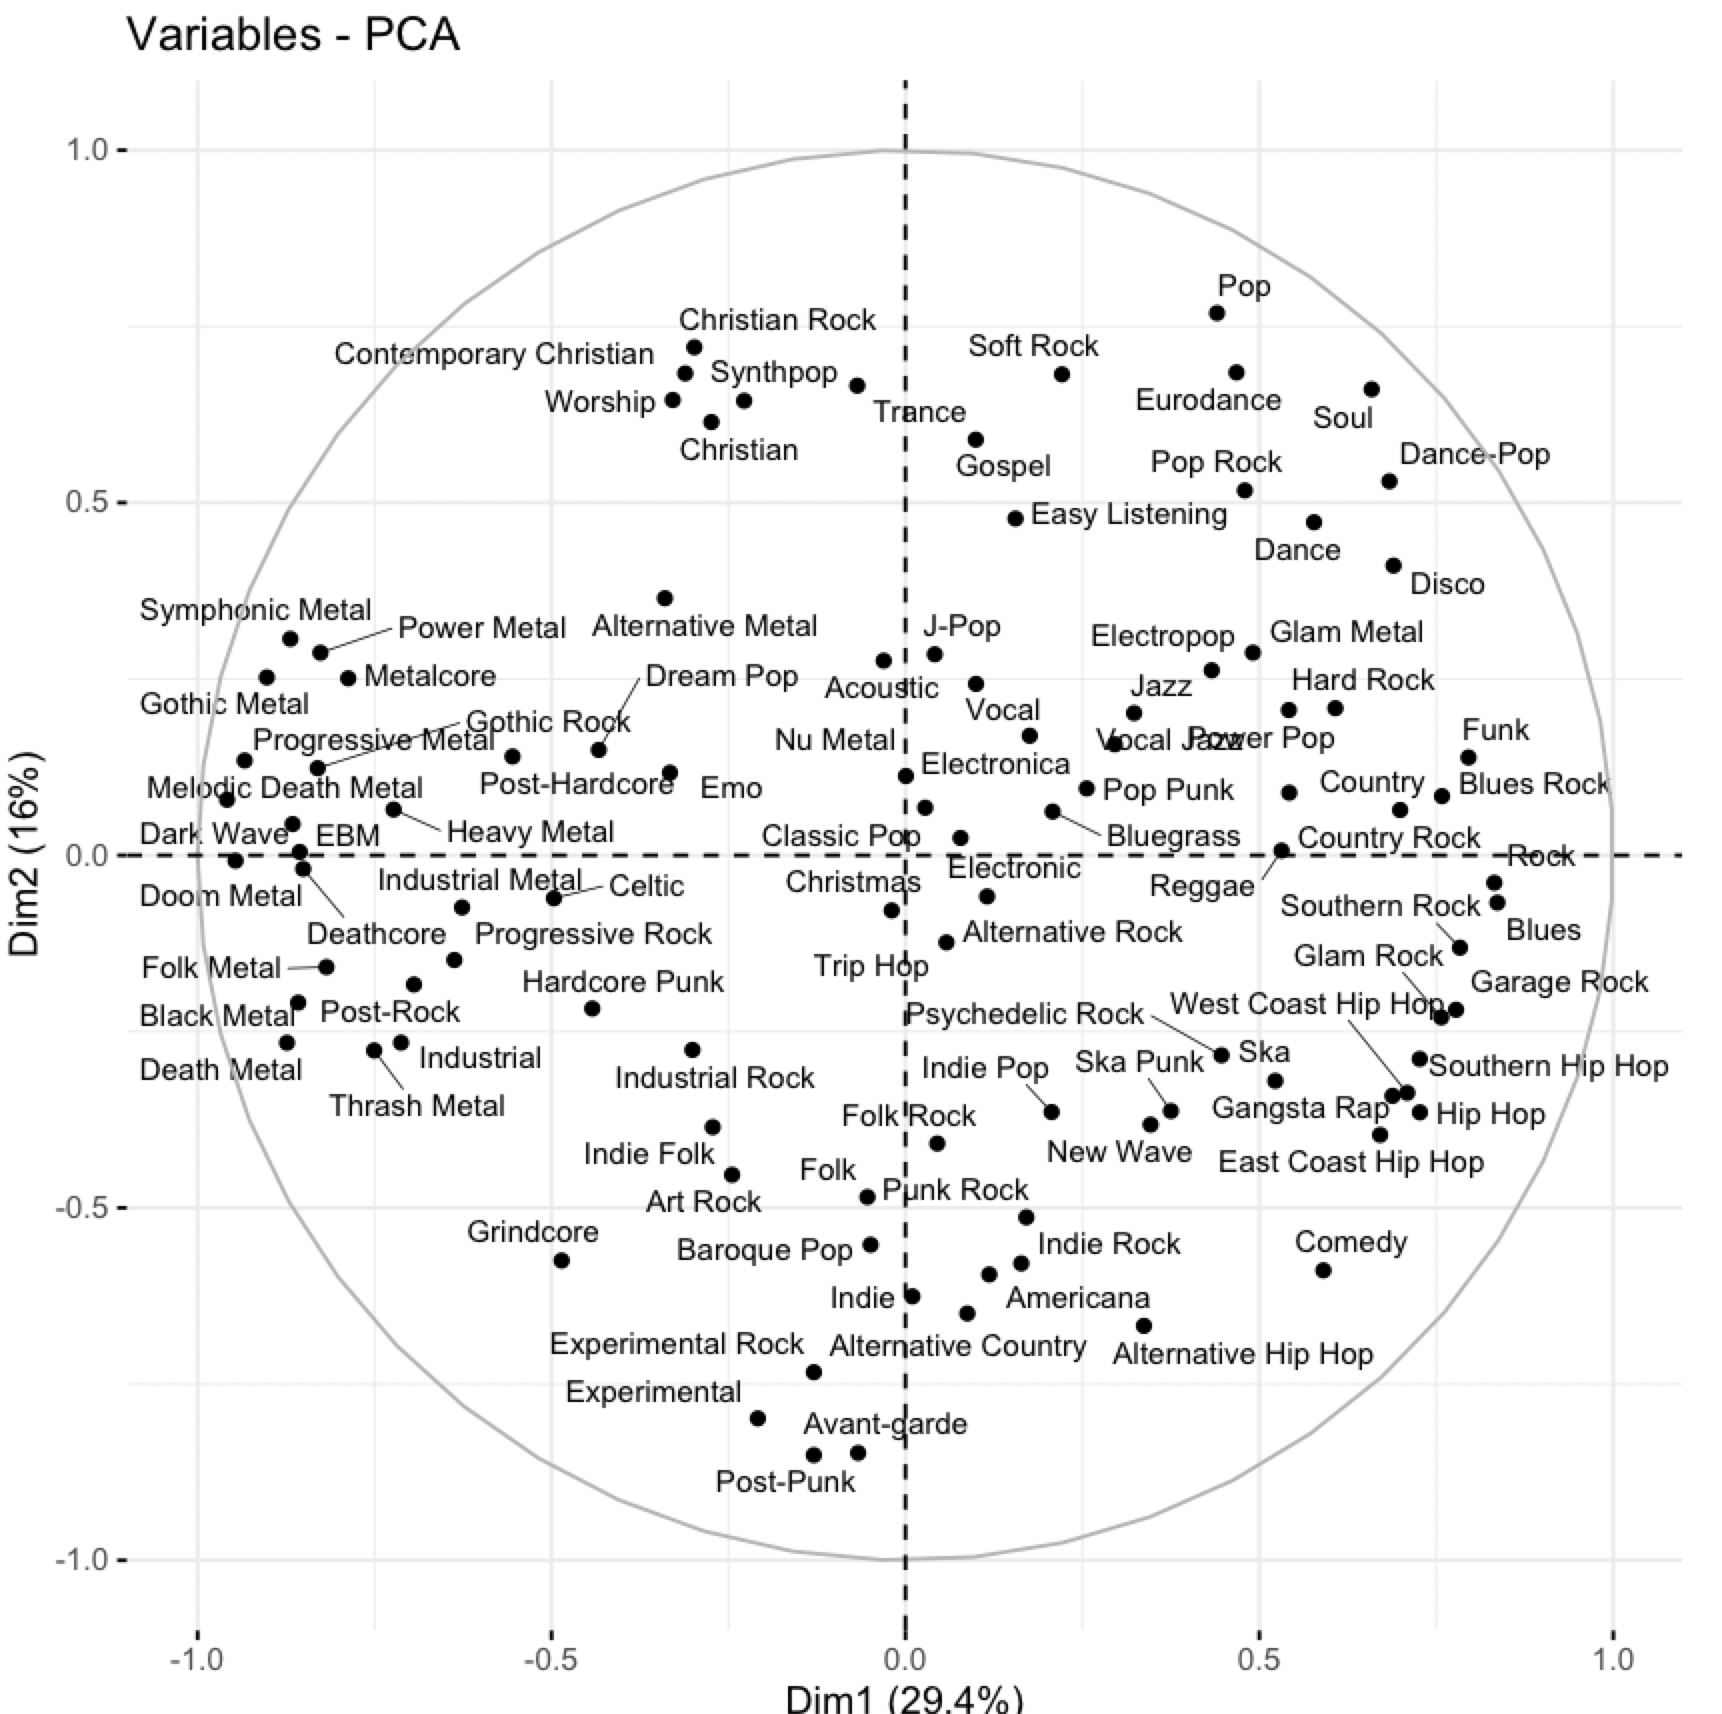 Variables - PCA
1.0
Pop
Christian Rock
Soft Rock
Contemporary Christian
Synthpop
Worship
Eurodance
Trance
Soul
Christian
Dance-Pop
Pop Rock
Gospel
0.5
Easy Listening
Dance
Disco
Symphonic Metal
Power Metal
Alternative Metal
J-Pop
Electropop
Glam Metal
Metalcore
Dream Pop
Acoustic
Jazz
Hard Rock
Gothic Metal
Vocal
Gothic Rock
Progressive Metal
Nu Metal
Vocal Jazz
Power Pop
Funk
Electronica
Post-Hardcore
Emo
Melodic Death Metal
Pop Punk
Country
Blues Rock
Dark Wave
EBM
Heavy Metal
Classic Pop
Bluegrass
Country Rock
0.0
Rock
Electronic
Industrial Metal
Celtic
Christmas
Reggae
Doom Metal
Southern Rock
Deathcore
Progressive Rock
Alternative Rock
Blues
Glam Rock
Folk Metal
Trip Hop
Hardcore Punk
Garage Rock
West Coast Hip Hop
Black Metal
Post-Rock
Psychedelic Rock
Ska
Industrial
Indie Pop
Ska Punk
Southern Hip Hop
Death Metal
Industrial Rock
Thrash Metal
Folk Rock
Gangsta Rap
Hip Hop
Indie Folk
New Wave
East Coast Hip Hop
Folk
Punk Rock
Art Rock
-0.5
Grindcore
Baroque Pop
Indie Rock
Comedy
Indie
Americana
Experimental Rock
Alternative Country
Alternative Hip Hop
Experimental
Avant-garde
Post-Punk
-1.0
-1.0
-0.5
0.0
0.5
1.0
Dim1 (29.4%)
Dim2 (16%)